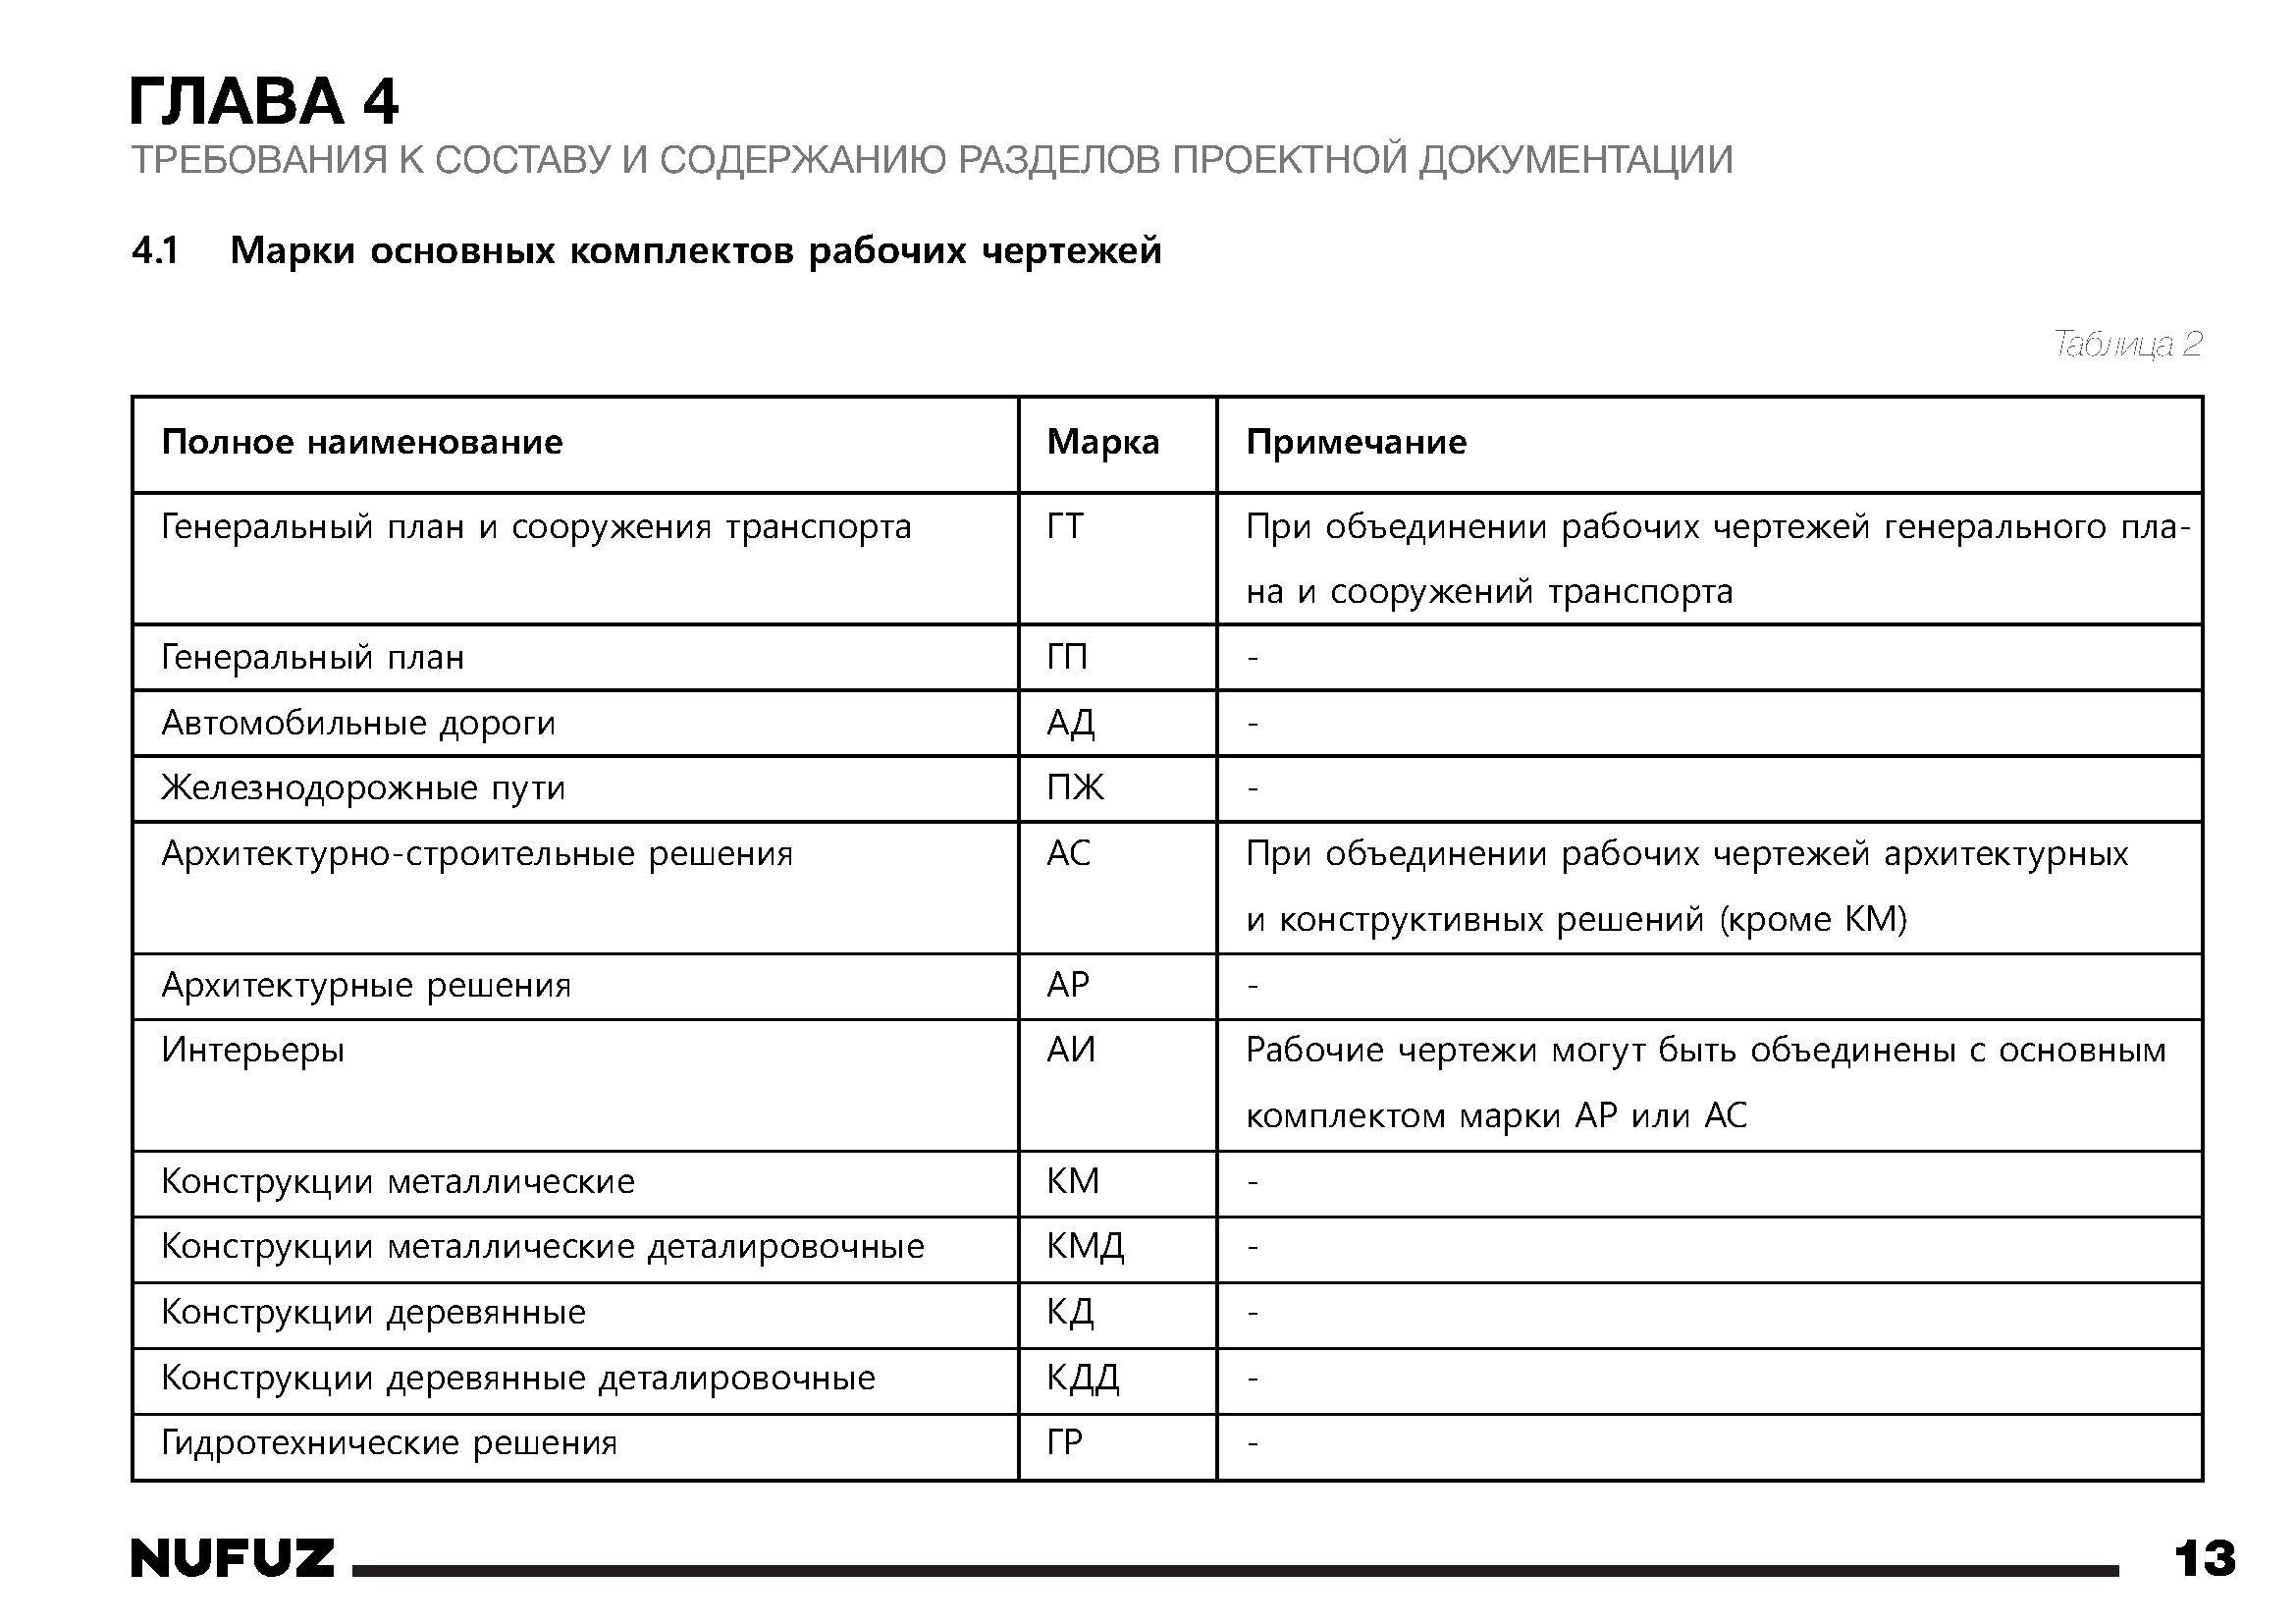 ГЛАВА 4
ТРЕБОВАНИЯ К СОСТАВУ И СОДЕРЖАНИЮ РАЗДЕЛОВ ПРОЕКТНОЙ ДОКУМЕНТАЦИИ
4.1 Марки основных комплектов рабочих чертежей
Таблица 2
Полное наименование Марка Примечание
Генеральный план и сооружения транспорта ГТ При объединении рабочих чертежей генерального пла-
на и сооружений транспорта
Генеральный план ГП -
Автомобильные дороги АД -
Железнодорожные пути ПЖ -
Архитектурно-строительные решения АС При объединении рабочих чертежей архитектурных
и конструктивных решений (кроме КМ)
Архитектурные решения АР -
Интерьеры АИ Рабочие чертежи могут быть объединены с основным
комплектом марки АР или АС
Конструкции металлические КМ -
Конструкции металлические деталировочные КМД -
Конструкции деревянные КД -
Конструкции деревянные деталировочные КДД -
Гидротехнические решения ГР -
NUFUZ 13